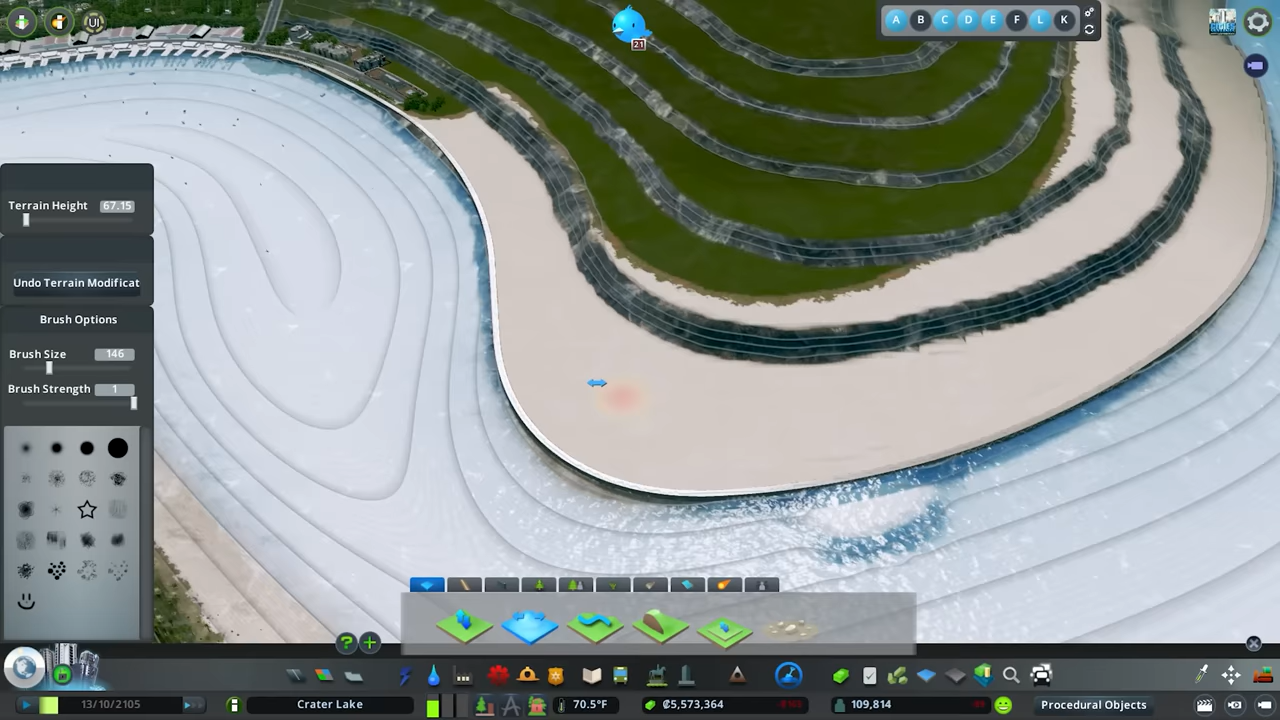 UI
21
A B C D E F L K
Terrain Height 67.15
Undo Terrain Modificat
Brush Options
Brush Size 146
Brush Strength 1
? +
13/10/2105
Crater Lake
70.5°F
₡5,573,364
109,814
Procedural Objects